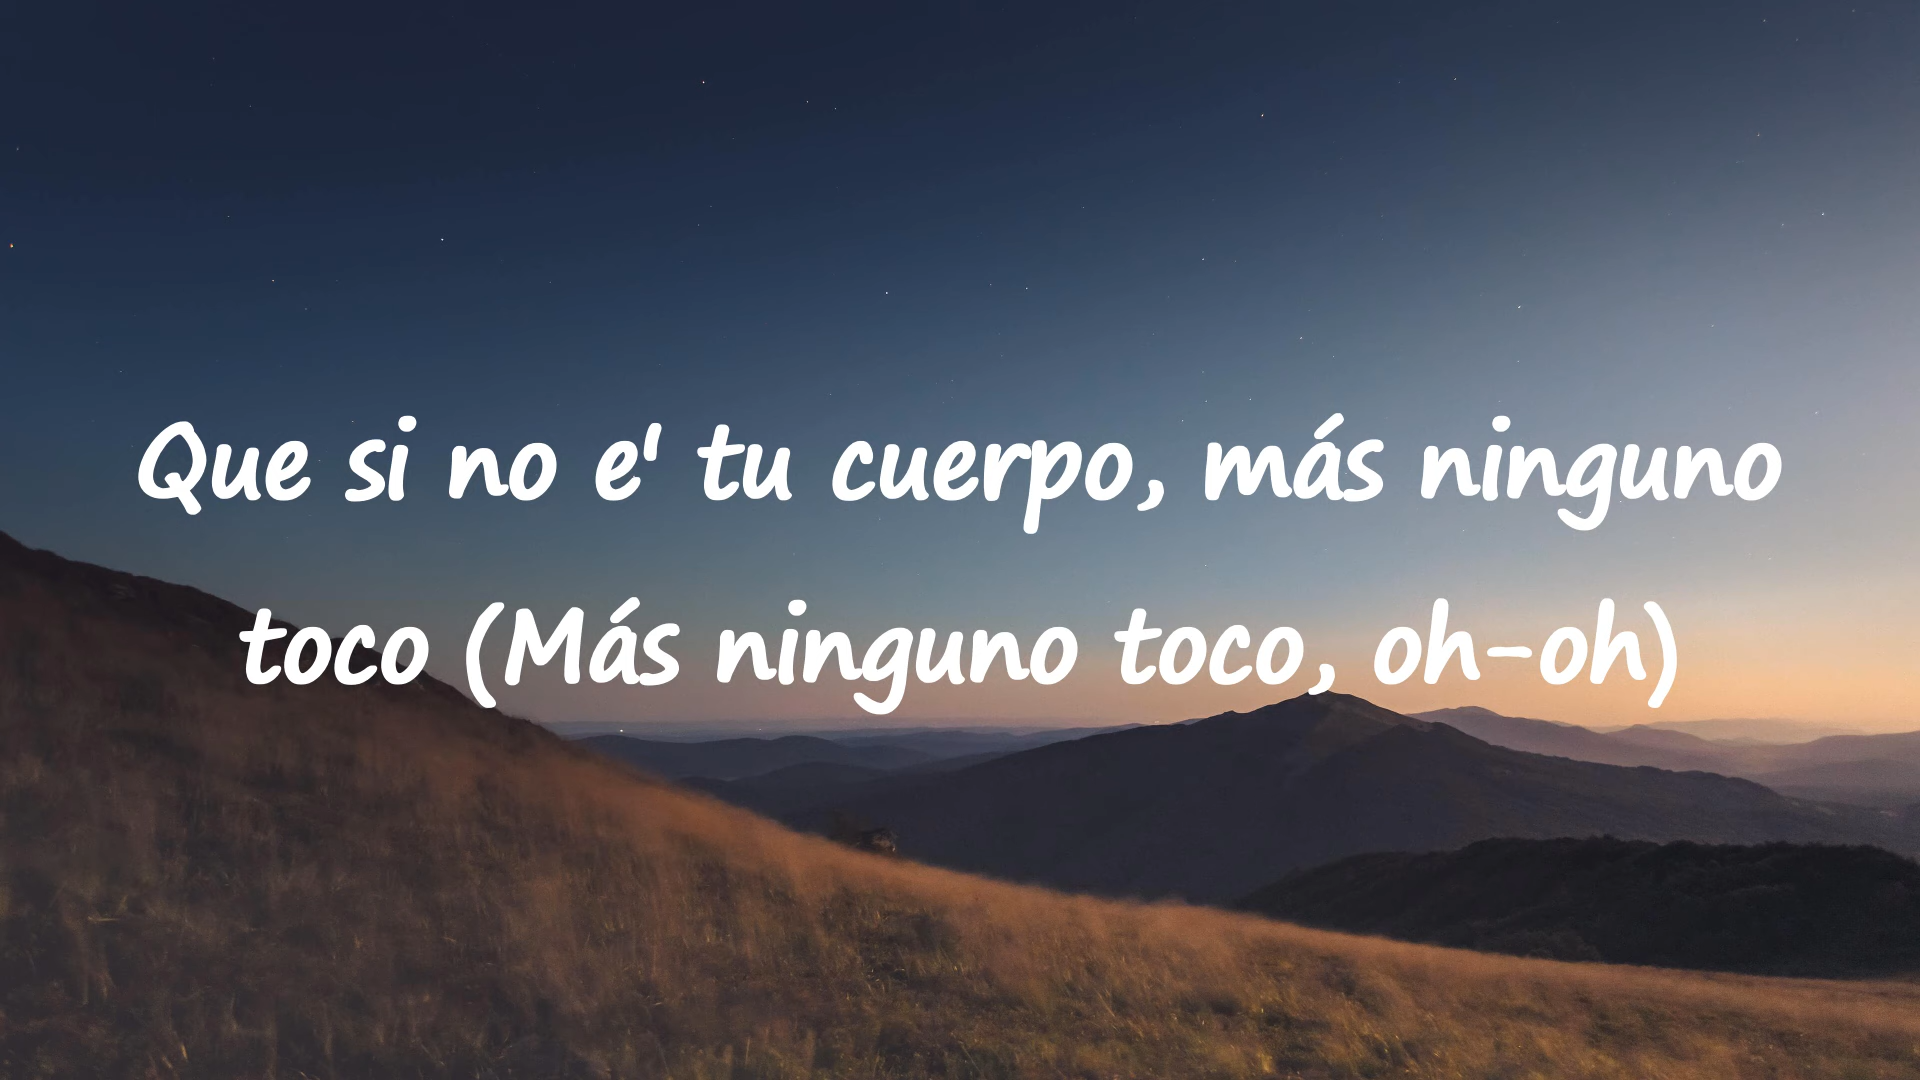 Que si no e' tu cuerpo, más ninguno
toco (Más ninguno toco, oh-oh)